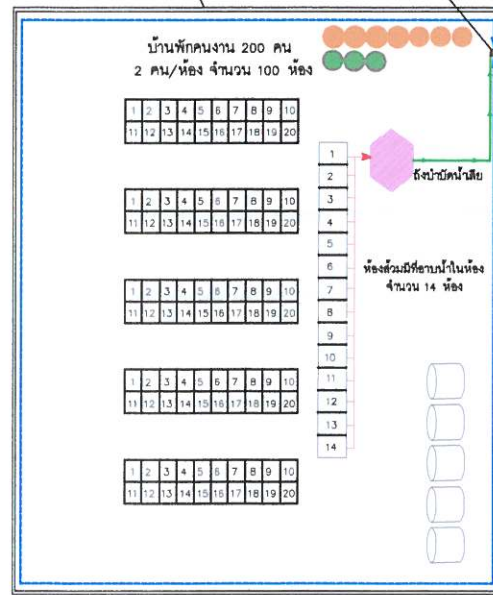 บ้านพักคนงาน 200 คน
2 คน/ห้อง จำนวน 100 ห้อง
1 2 3 4 5 6 7 8 9 10
11 12 13 14 15 16 17 18 19 20
1 2 3 4 5 6 7 8 9 10
11 12 13 14 15 16 17 18 19 20
1 2 3 4 5 6 7 8 9 10
11 12 13 14 15 16 17 18 19 20
1 2 3 4 5 6 7 8 9 10
11 12 13 14 15 16 17 18 19 20
1 2 3 4 5 6 7 8 9 10
11 12 13 14 15 16 17 18 19 20
1
2
3
4
5
6
7
8
9
10
11
12
13
14
ถังบำบัดน้ำเสีย
ห้องส้วมมีที่อาบน้ำในห้อง
จำนวน 14 ห้อง